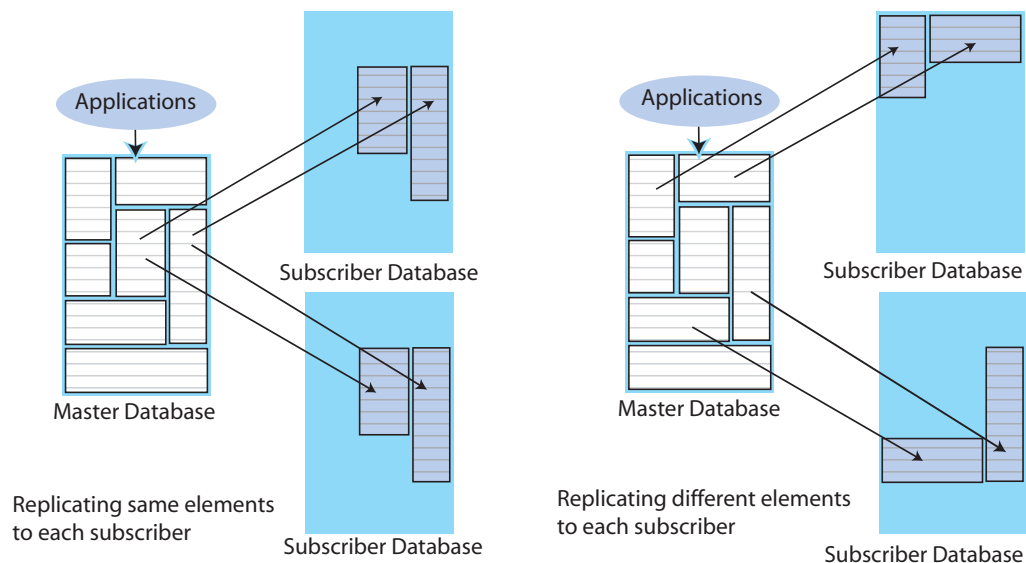 Applications
Subscriber Database
Master Database
Replicating same elements
to each subscriber
Subscriber Database
Applications
Subscriber Database
Master Database
Replicating different elements
to each subscriber
Subscriber Database